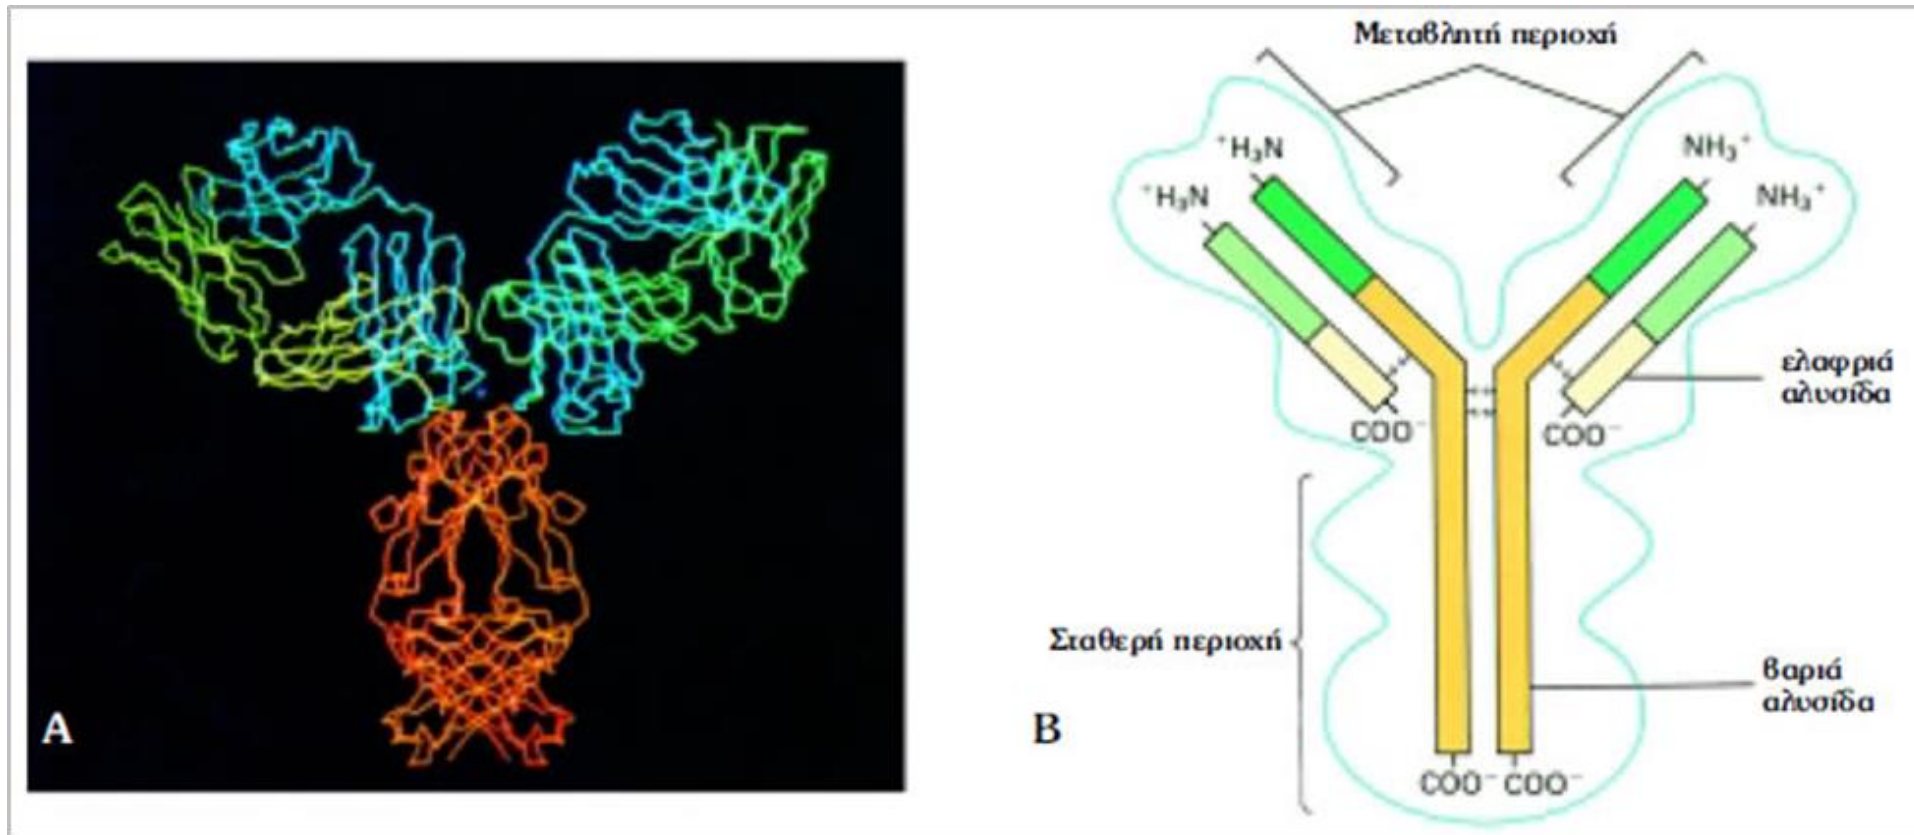 Μεταβλητή περιοχή
⁺H₃N
NH₃⁺
⁺H₃N
NH₃⁺
ελαφριά
αλυσίδα
COO⁻
COO⁻
Σταθερή περιοχή
βαριά
αλυσίδα
A
B
COO⁻ COO⁻